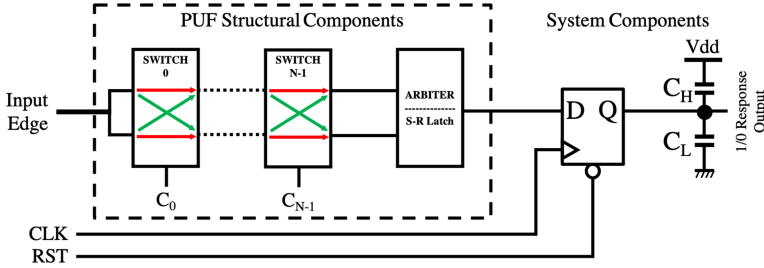 PUF Structural Components
System Components
SWITCH
0
SWITCH
N-1
ARBITER
S-R Latch
Input
Edge
Vdd
C_H
D Q
C_L
1/0 Response
Output
C_0
C_N-1
CLK
RST